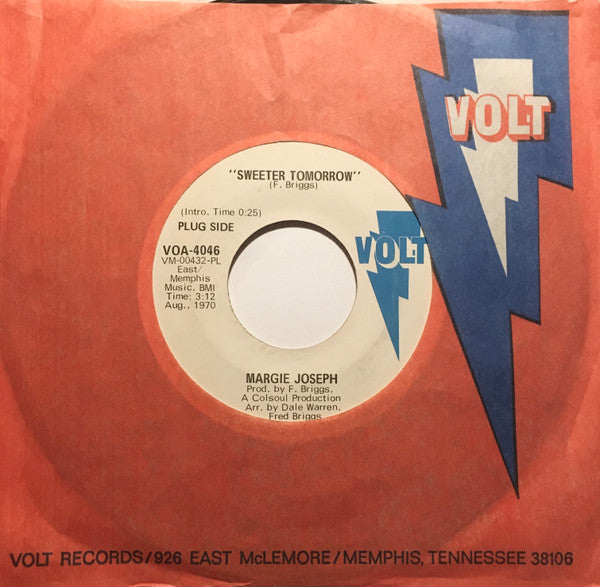 VOLT
"SWEETER TOMORROW"
(F. Briggs)
(Intro. Time 0:25)
PLUG SIDE
VOA-4046
VM-00432-PL
East/
Memphis
Music, BMI
Time: 3:12
Aug., 1970
VOLT
MARGIE JOSEPH
Prod. by F. Briggs,
A Colsoul Production
Arr. by Dale Warren,
Fred Briggs
VOLT RECORDS/926 EAST McLEMORE/MEMPHIS, TENNESSEE 38106